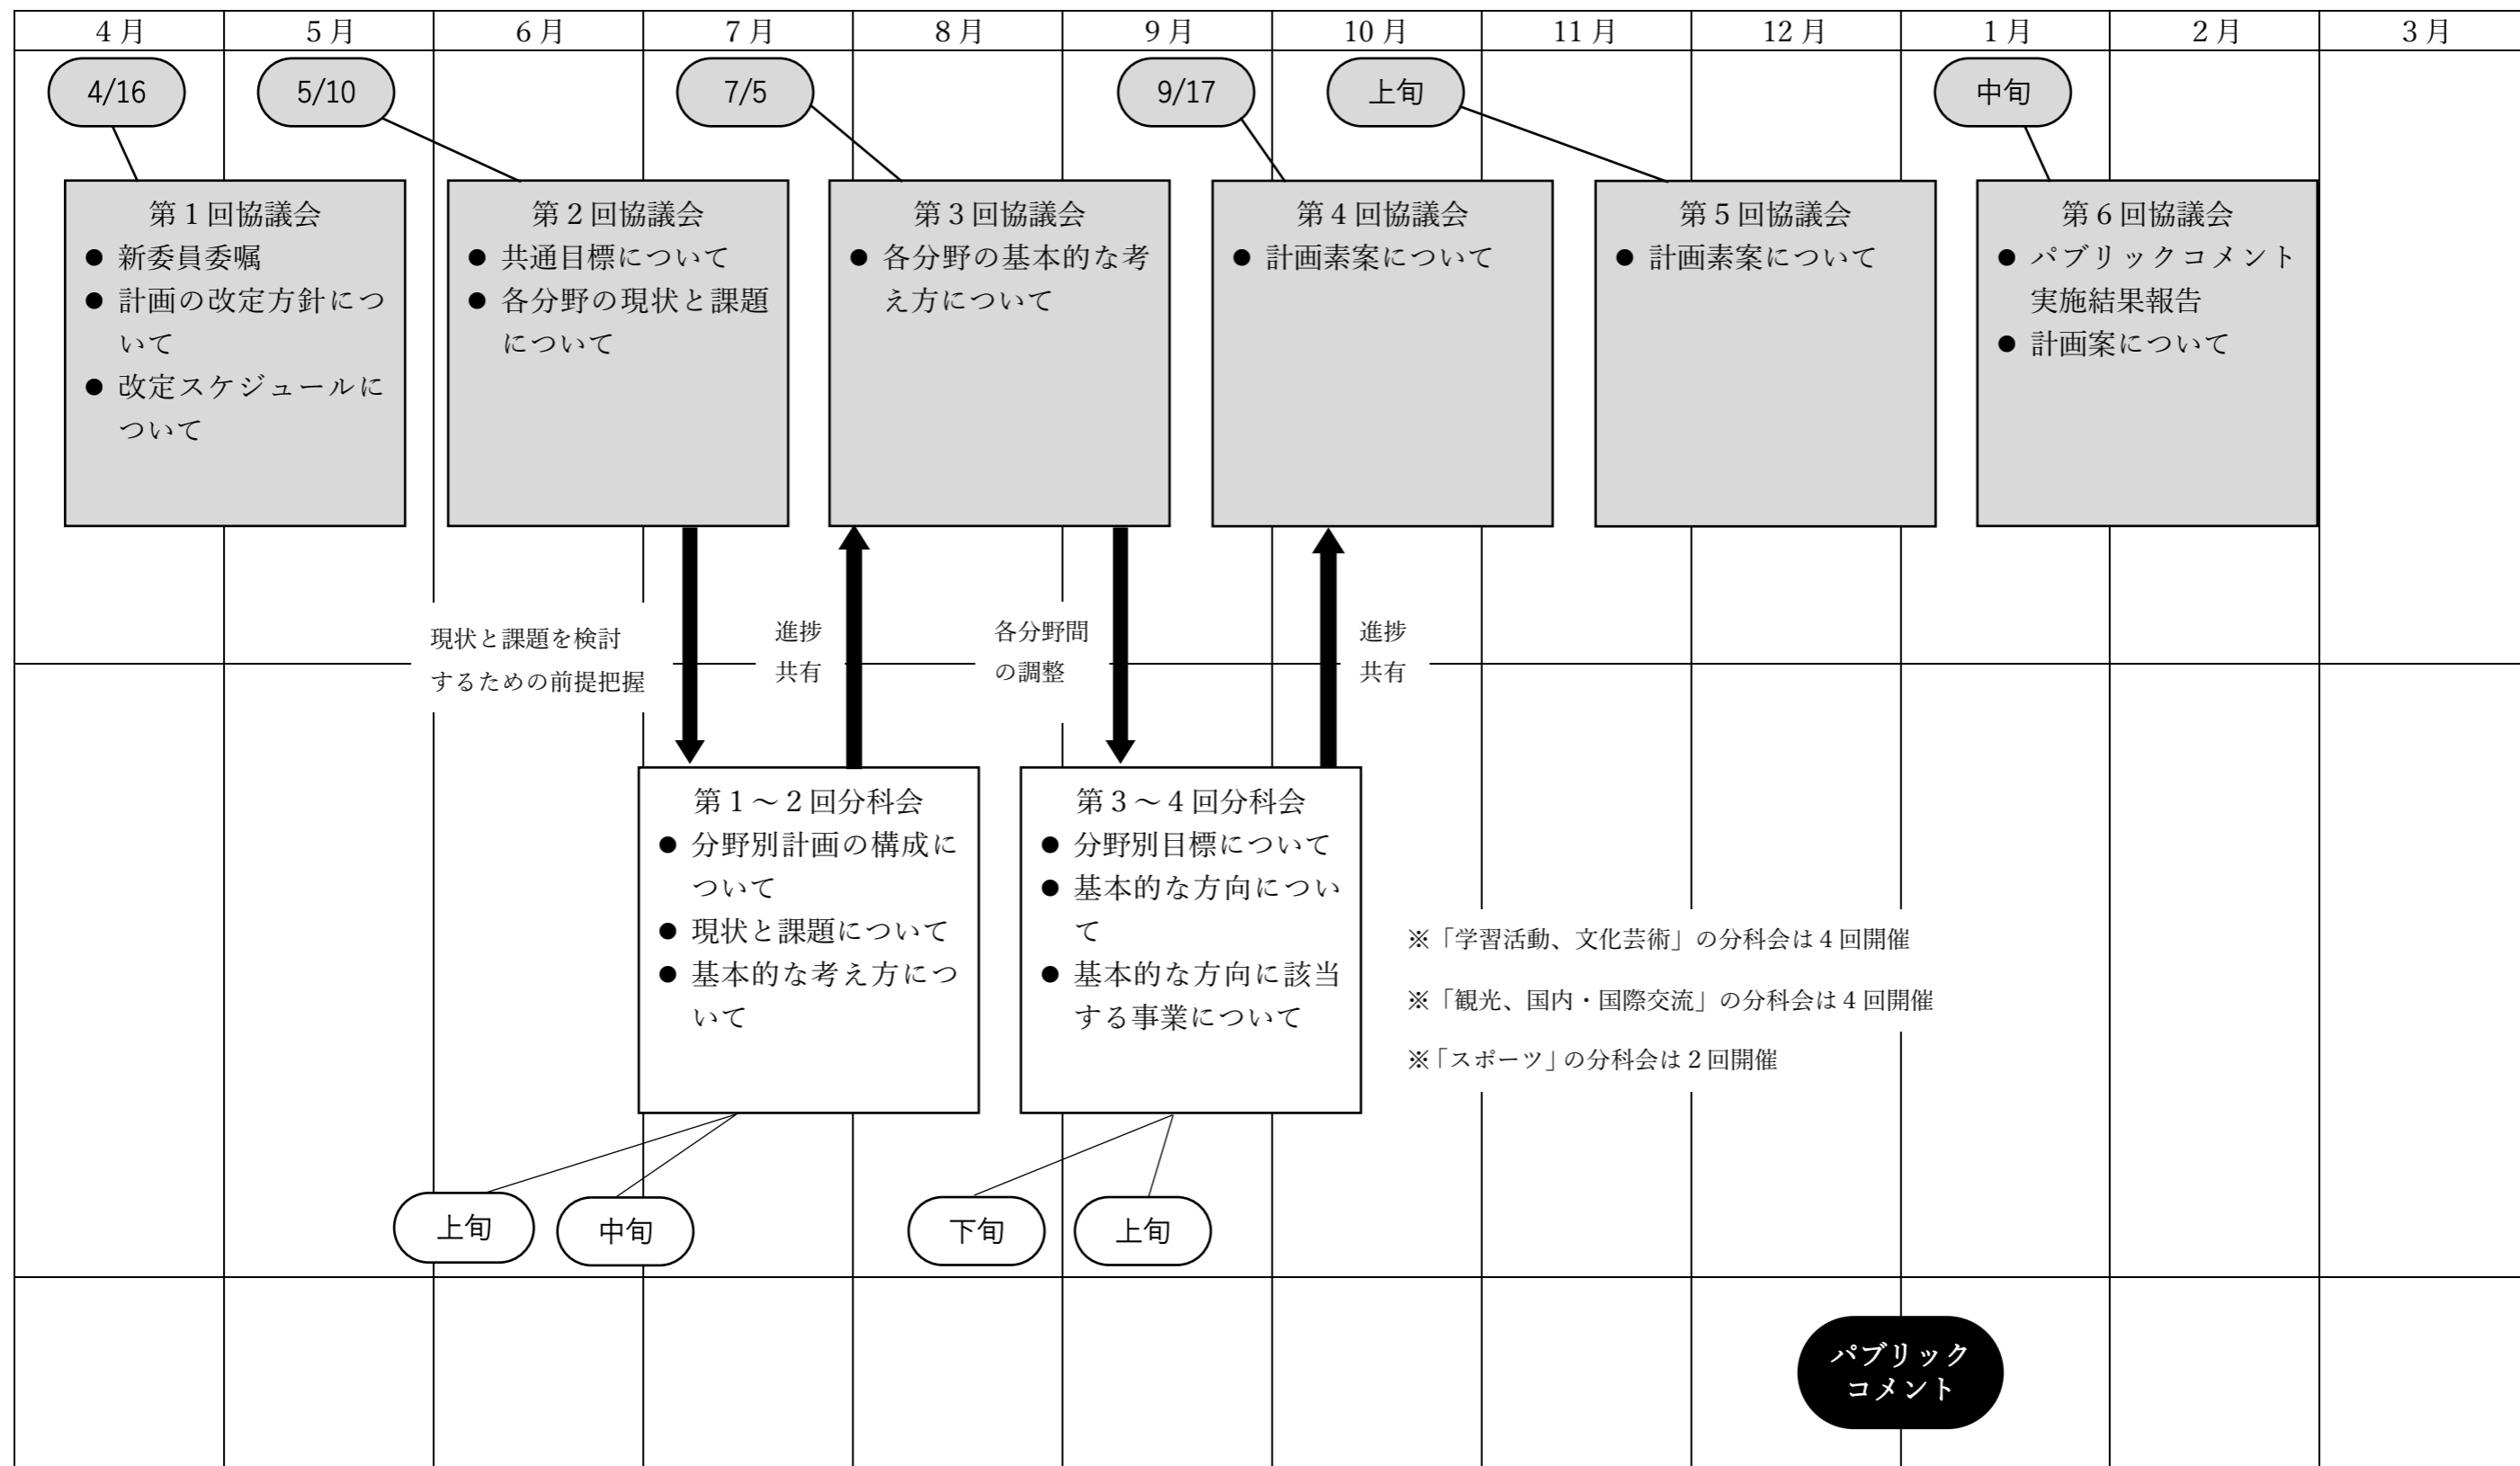 4月
5月
6月
7月
8月
9月
10月
11月
12月
1月
2月
3月
4/16
5/10
7/5
9/17
上旬
中旬
第1回協議会
● 新委員委嘱
● 計画の改定方針につ
いて
● 改定スケジュールに
ついて
第2回協議会
● 共通目標について
● 各分野の現状と課題
について
第3回協議会
● 各分野の基本的な考
え方について
第4回協議会
● 計画素案について
第5回協議会
● 計画素案について
第6回協議会
● パブリックコメント
実施結果報告
● 計画案について
現状と課題を検討
するための前提把握
進捗
共有
各分野間
の調整
進捗
共有
第1～2回分科会
● 分野別計画の構成に
ついて
● 現状と課題について
● 基本的な考え方につ
いて
第3～4回分科会
● 分野別目標について
● 基本的な方向につい
て
● 基本的な方向に該当
する事業について
※「学習活動、文化芸術」の分科会は4回開催
※「観光、国内・国際交流」の分科会は4回開催
※「スポーツ」の分科会は2回開催
上旬
中旬
下旬
上旬
パブリック
コメント